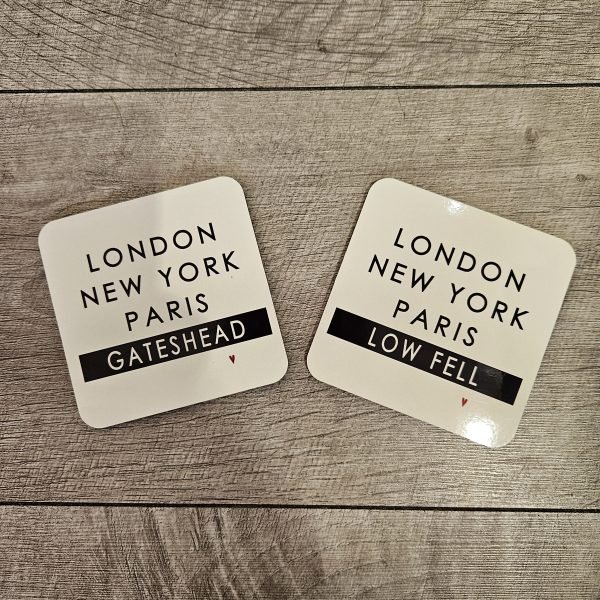 LONDON
NEW YORK
PARIS
GATESHEAD
LONDON
NEW YORK
PARIS
LOW FELL